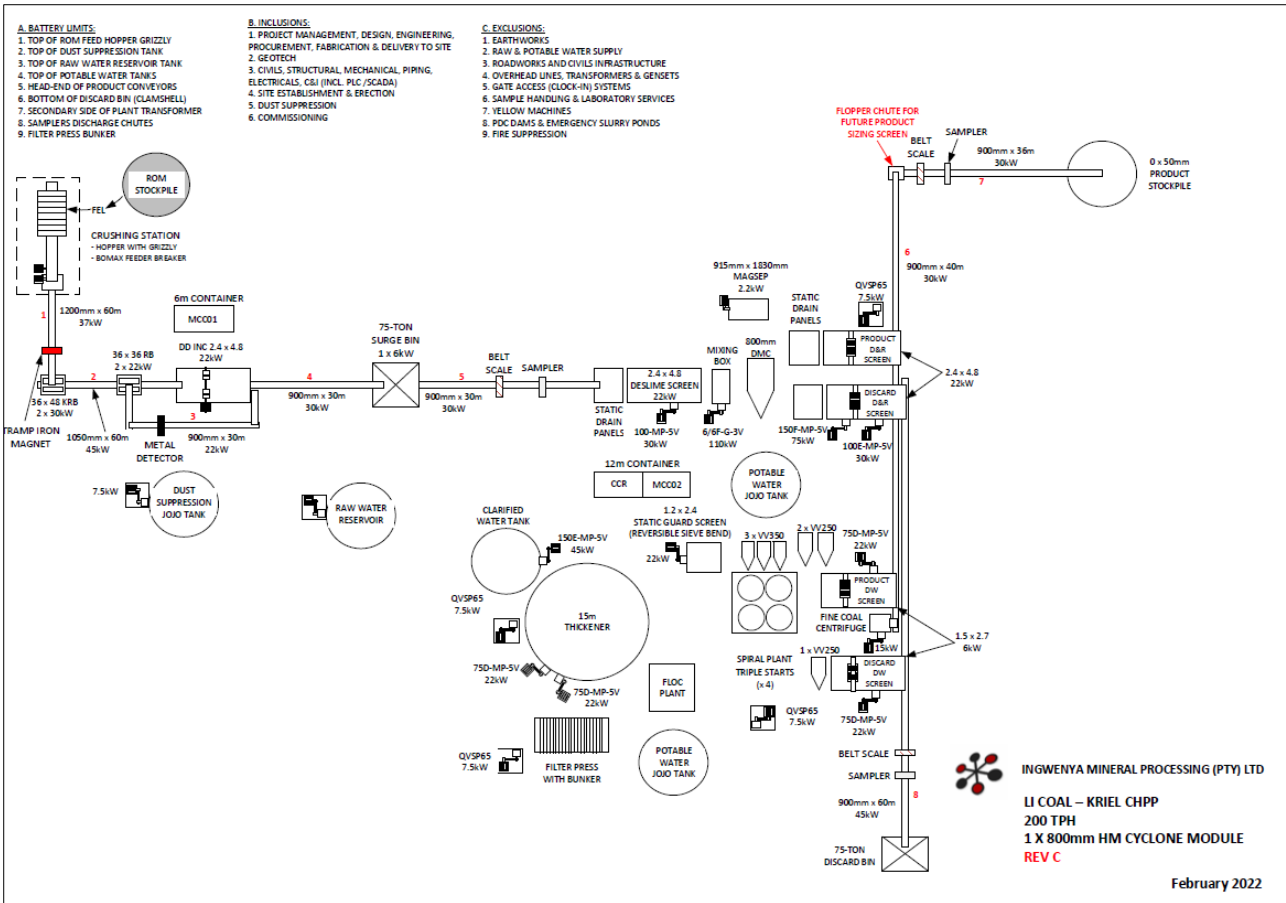 A. BATTERY LIMITS:
1. TOP OF ROM FEED HOPPER GRIZZLY
2. TOP OF DUST SUPPRESSION TANK
3. TOP OF RAW WATER RESERVOIR TANK
4. TOP OF POTABLE WATER TANKS
5. HEAD-END OF PRODUCT CONVEYORS
6. BOTTOM OF DISCARD BIN (CLAMSHELL)
7. SECONDARY SIDE OF PLANT TRANSFORMER
8. SAMPLERS DISCHARGE CHUTES
9. FILTER PRESS BUNKER
B. INCLUSIONS:
1. PROJECT MANAGEMENT, DESIGN, ENGINEERING,
PROCUREMENT, FABRICATION & DELIVERY TO SITE
2. GEOTECH
3. CIVILS, STRUCTURAL, MECHANICAL, PIPING,
ELECTRICALS, C&I (INCL. PLC /SCADA)
4. SITE ESTABLISHMENT & ERECTION
5. DUST SUPPRESSION
6. COMMISSIONING
C. EXCLUSIONS:
1. EARTHWORKS
2. RAW & POTABLE WATER SUPPLY
3. ROADWORKS AND CIVILS INFRASTRUCTURE
4. OVERHEAD LINES, TRANSFORMERS & GENSETS
5. GATE ACCESS (CLOCK-IN) SYSTEMS
6. SAMPLE HANDLING & LABORATORY SERVICES
7. YELLOW MACHINES
8. PDC DAMS & EMERGENCY SLURRY PONDS
9. FIRE SUPPRESSION
FLOPPER CHUTE FOR
FUTURE PRODUCT
SIZING SCREEN
BELT
SCALE
SAMPLER
900mm x 36m
30kW
7
0 x 50mm
PRODUCT
STOCKPILE
ROM
STOCKPILE
FEL
CRUSHING STATION
- HOPPER WITH GRIZZLY
- BOMAX FEEDER BREAKER
1
1200mm x 60m
37kW
6m CONTAINER
MCC01
TRAMP IRON
MAGNET
36 x 48 KRB
2 x 30kW
2
1050mm x 60m
45kW
36 x 36 RB
2 x 22kW
DD INC 2.4 x 4.8
22kW
3
900mm x 30m
22kW
METAL
DETECTOR
4
900mm x 30m
30kW
75-TON
SURGE BIN
1 x 6kW
5
900mm x 30m
30kW
BELT
SCALE
SAMPLER
STATIC
DRAIN
PANELS
2.4 x 4.8
DESLIME SCREEN
22kW
100-MP-5V
30kW
MIXING
BOX
6/6F-G-3V
110kW
915mm x 1830mm
MAGSEP
2.2kW
800mm
DMC
STATIC
DRAIN
PANELS
QVSP65
7.5kW
6
900mm x 40m
30kW
PRODUCT
D&R
SCREEN
2.4 x 4.8
22kW
DISCARD
D&R
SCREEN
150F-MP-5V
75kW
100E-MP-5V
30kW
7.5kW
DUST
SUPPRESSION
JOJO TANK
RAW WATER
RESERVOIR
12m CONTAINER
CCR
MCC02
POTABLE
WATER
JOJO TANK
CLARIFIED
WATER TANK
150E-MP-5V
45kW
1.2 x 2.4
STATIC GUARD SCREEN
(REVERSIBLE SIEVE BEND)
22kW
3 x VV350
2 x VV250
75D-MP-5V
22kW
PRODUCT
DW
SCREEN
FINE COAL
CENTRIFUGE
15kW
1.5 x 2.7
6kW
QVSP65
7.5kW
15m
THICKENER
75D-MP-5V
22kW
75D-MP-5V
22kW
FLOC
PLANT
SPIRAL PLANT
TRIPLE STARTS
(x 4)
1 x VV250
DISCARD
DW
SCREEN
75D-MP-5V
22kW
QVSP65
7.5kW
QVSP65
7.5kW
FILTER PRESS
WITH BUNKER
POTABLE
WATER
JOJO TANK
BELT SCALE
SAMPLER
900mm x 60m
45kW
8
75-TON
DISCARD BIN
INGWENYA MINERAL PROCESSING (PTY) LTD
LI COAL – KRIEL CHPP
200 TPH
1 X 800mm HM CYCLONE MODULE
REV C
February 2022